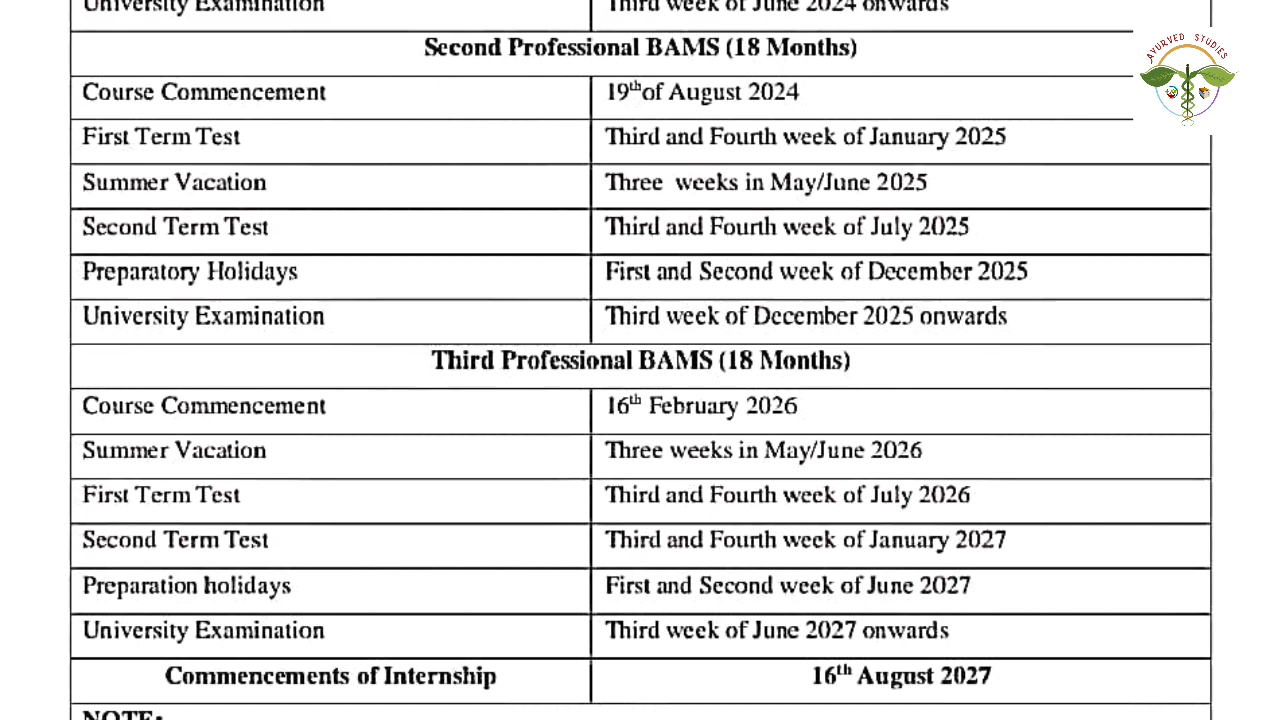 University Examination Third week of June 2024 onwards
Second Professional BAMS (18 Months)
AYURVED STUDIES
Course Commencement 19thof August 2024
First Term Test Third and Fourth week of January 2025
Summer Vacation Three weeks in May/June 2025
Second Term Test Third and Fourth week of July 2025
Preparatory Holidays First and Second week of December 2025
University Examination Third week of December 2025 onwards
Third Professional BAMS (18 Months)
Course Commencement 16th February 2026
Summer Vacation Three weeks in May/June 2026
First Term Test Third and Fourth week of July 2026
Second Term Test Third and Fourth week of January 2027
Preparation holidays First and Second week of June 2027
University Examination Third week of June 2027 onwards
Commencements of Internship 16th August 2027
NOTE: